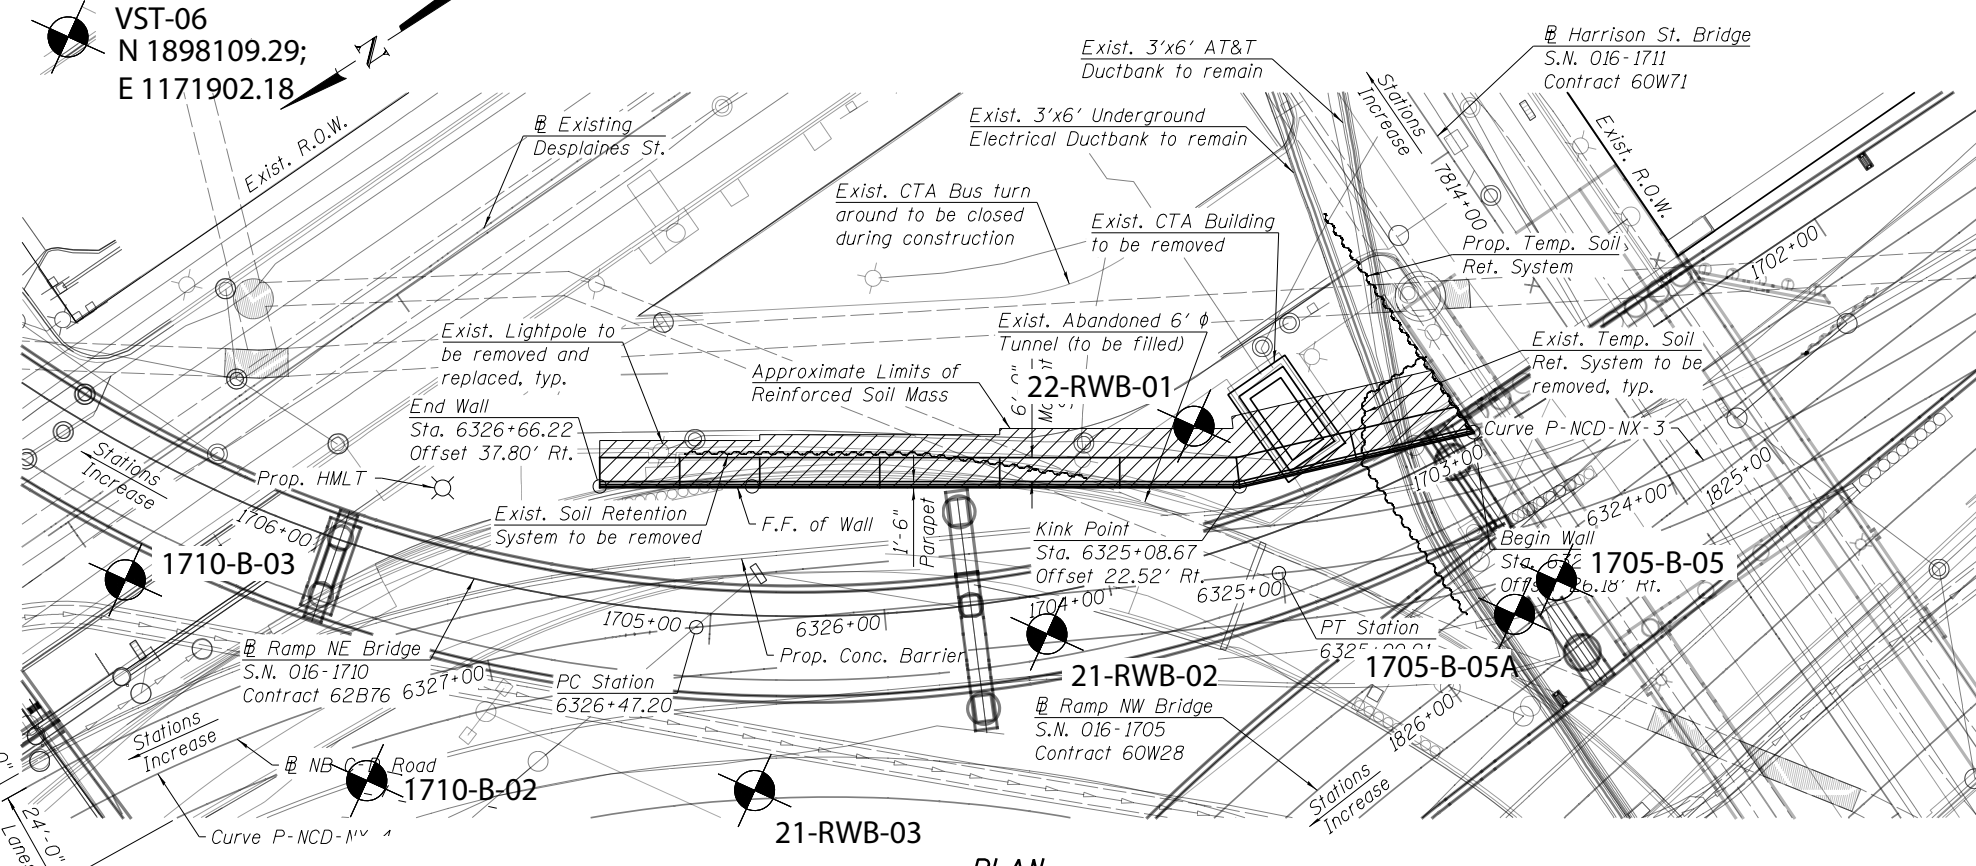 VST-06
N 1898109.29;
E 1171902.18
N
Exist. R.O.W.
℄ Existing
Desplaines St.
Exist. 3'x6' AT&T
Ductbank to remain
Exist. 3'x6' Underground
Electrical Ductbank to remain
Stations
Increase
℄ Harrison St. Bridge
S.N. 016-1711
Contract 60W71
Exist. R.O.W.
7814+00
1702+00
Exist. CTA Bus turn
around to be closed
during construction
Exist. CTA Building
to be removed
Prop. Temp. Soil
Ret. System
Exist. Lightpole to
be removed and
replaced, typ.
Approximate Limits of
Reinforced Soil Mass
Exist. Abandoned 6' ϕ
Tunnel (to be filled)
22-RWB-01
Exist. Temp. Soil
Ret. System to be
removed, typ.
End Wall
Sta. 6326+66.22
Offset 37.80' Rt.
Curve P-NCD-NX-3
Stations
Increase
Prop. HMLT
1706+00
Exist. Soil Retention
System to be removed
F.F. of Wall
1'-6"
Parapet
Kink Point
Sta. 6325+08.67
Offset 22.52' Rt.
1703+00
6324+00
1825+00
Begin Wall
1705-B-05
1710-B-03
1705+00
6326+00
1704+00
6325+00
℄ Ramp NE Bridge
S.N. 016-1710
Contract 62B76
6327+00
PC Station
6326+47.20
Prop. Conc. Barrier
21-RWB-02
PT Station
1705-B-05A
℄ Ramp NW Bridge
S.N. 016-1705
Contract 60W28
1826+00
Stations
Increase
Stations
Increase
℄ NB C-D Road
1710-B-02
21-RWB-03
24'-0"
Curve P-NCD-NX-4
PLAN